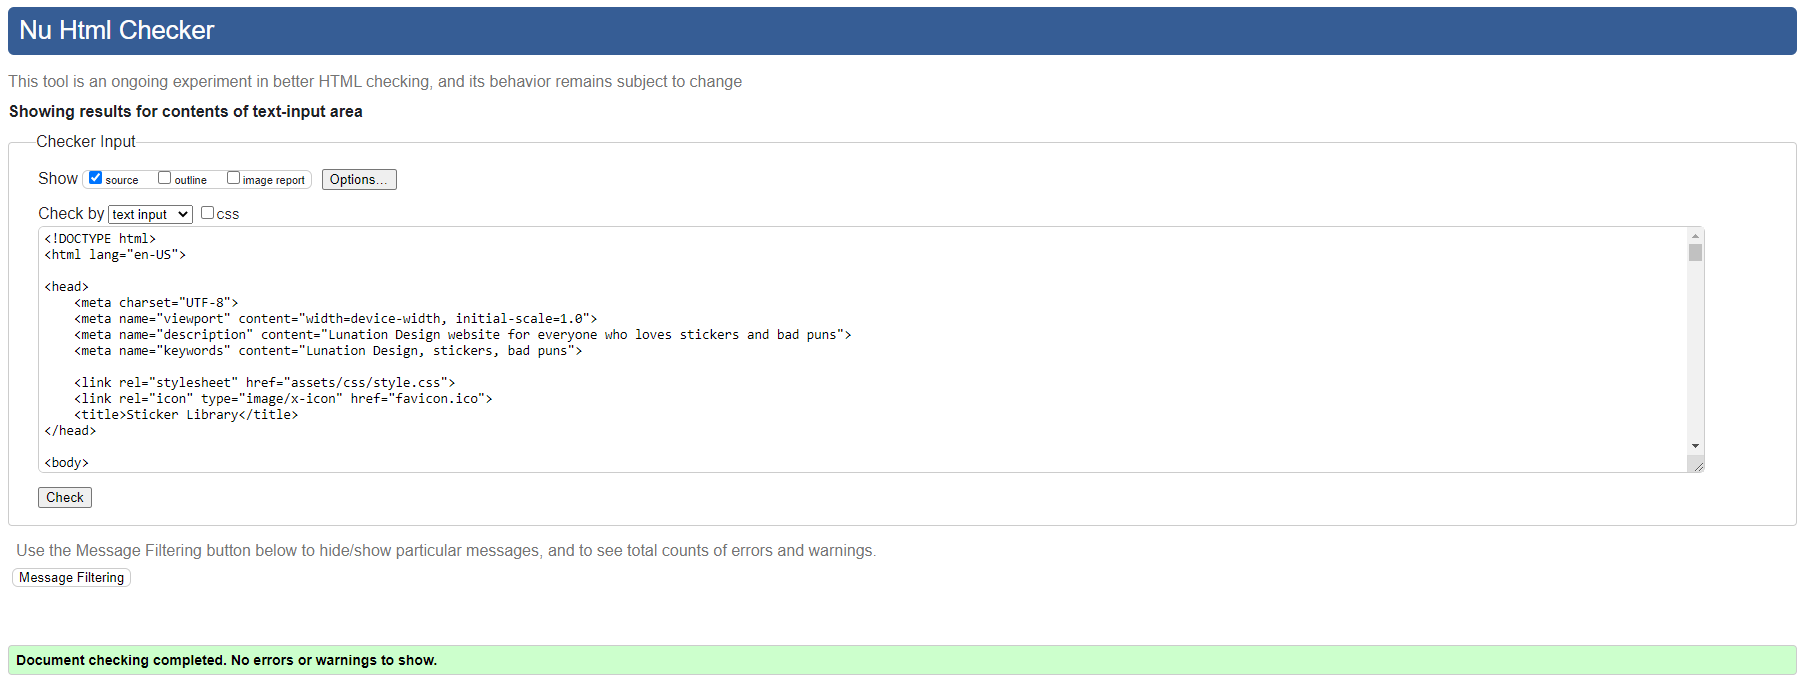 Nu Html Checker
This tool is an ongoing experiment in better HTML checking, and its behavior remains subject to change
Showing results for contents of text-input area
Checker Input
Show source outline image report Options...
Check by text input css
<!DOCTYPE html>
<html lang="en-US">
<head>
<meta charset="UTF-8">
<meta name="viewport" content="width=device-width, initial-scale=1.0">
<meta name="description" content="Lunation Design website for everyone who loves stickers and bad puns">
<meta name="keywords" content="Lunation Design, stickers, bad puns">
<link rel="stylesheet" href="assets/css/style.css">
<link rel="icon" type="image/x-icon" href="favicon.ico">
<title>Sticker Library</title>
</head>
<body>
Check
Use the Message Filtering button below to hide/show particular messages, and to see total counts of errors and warnings.
Message Filtering
Document checking completed. No errors or warnings to show.